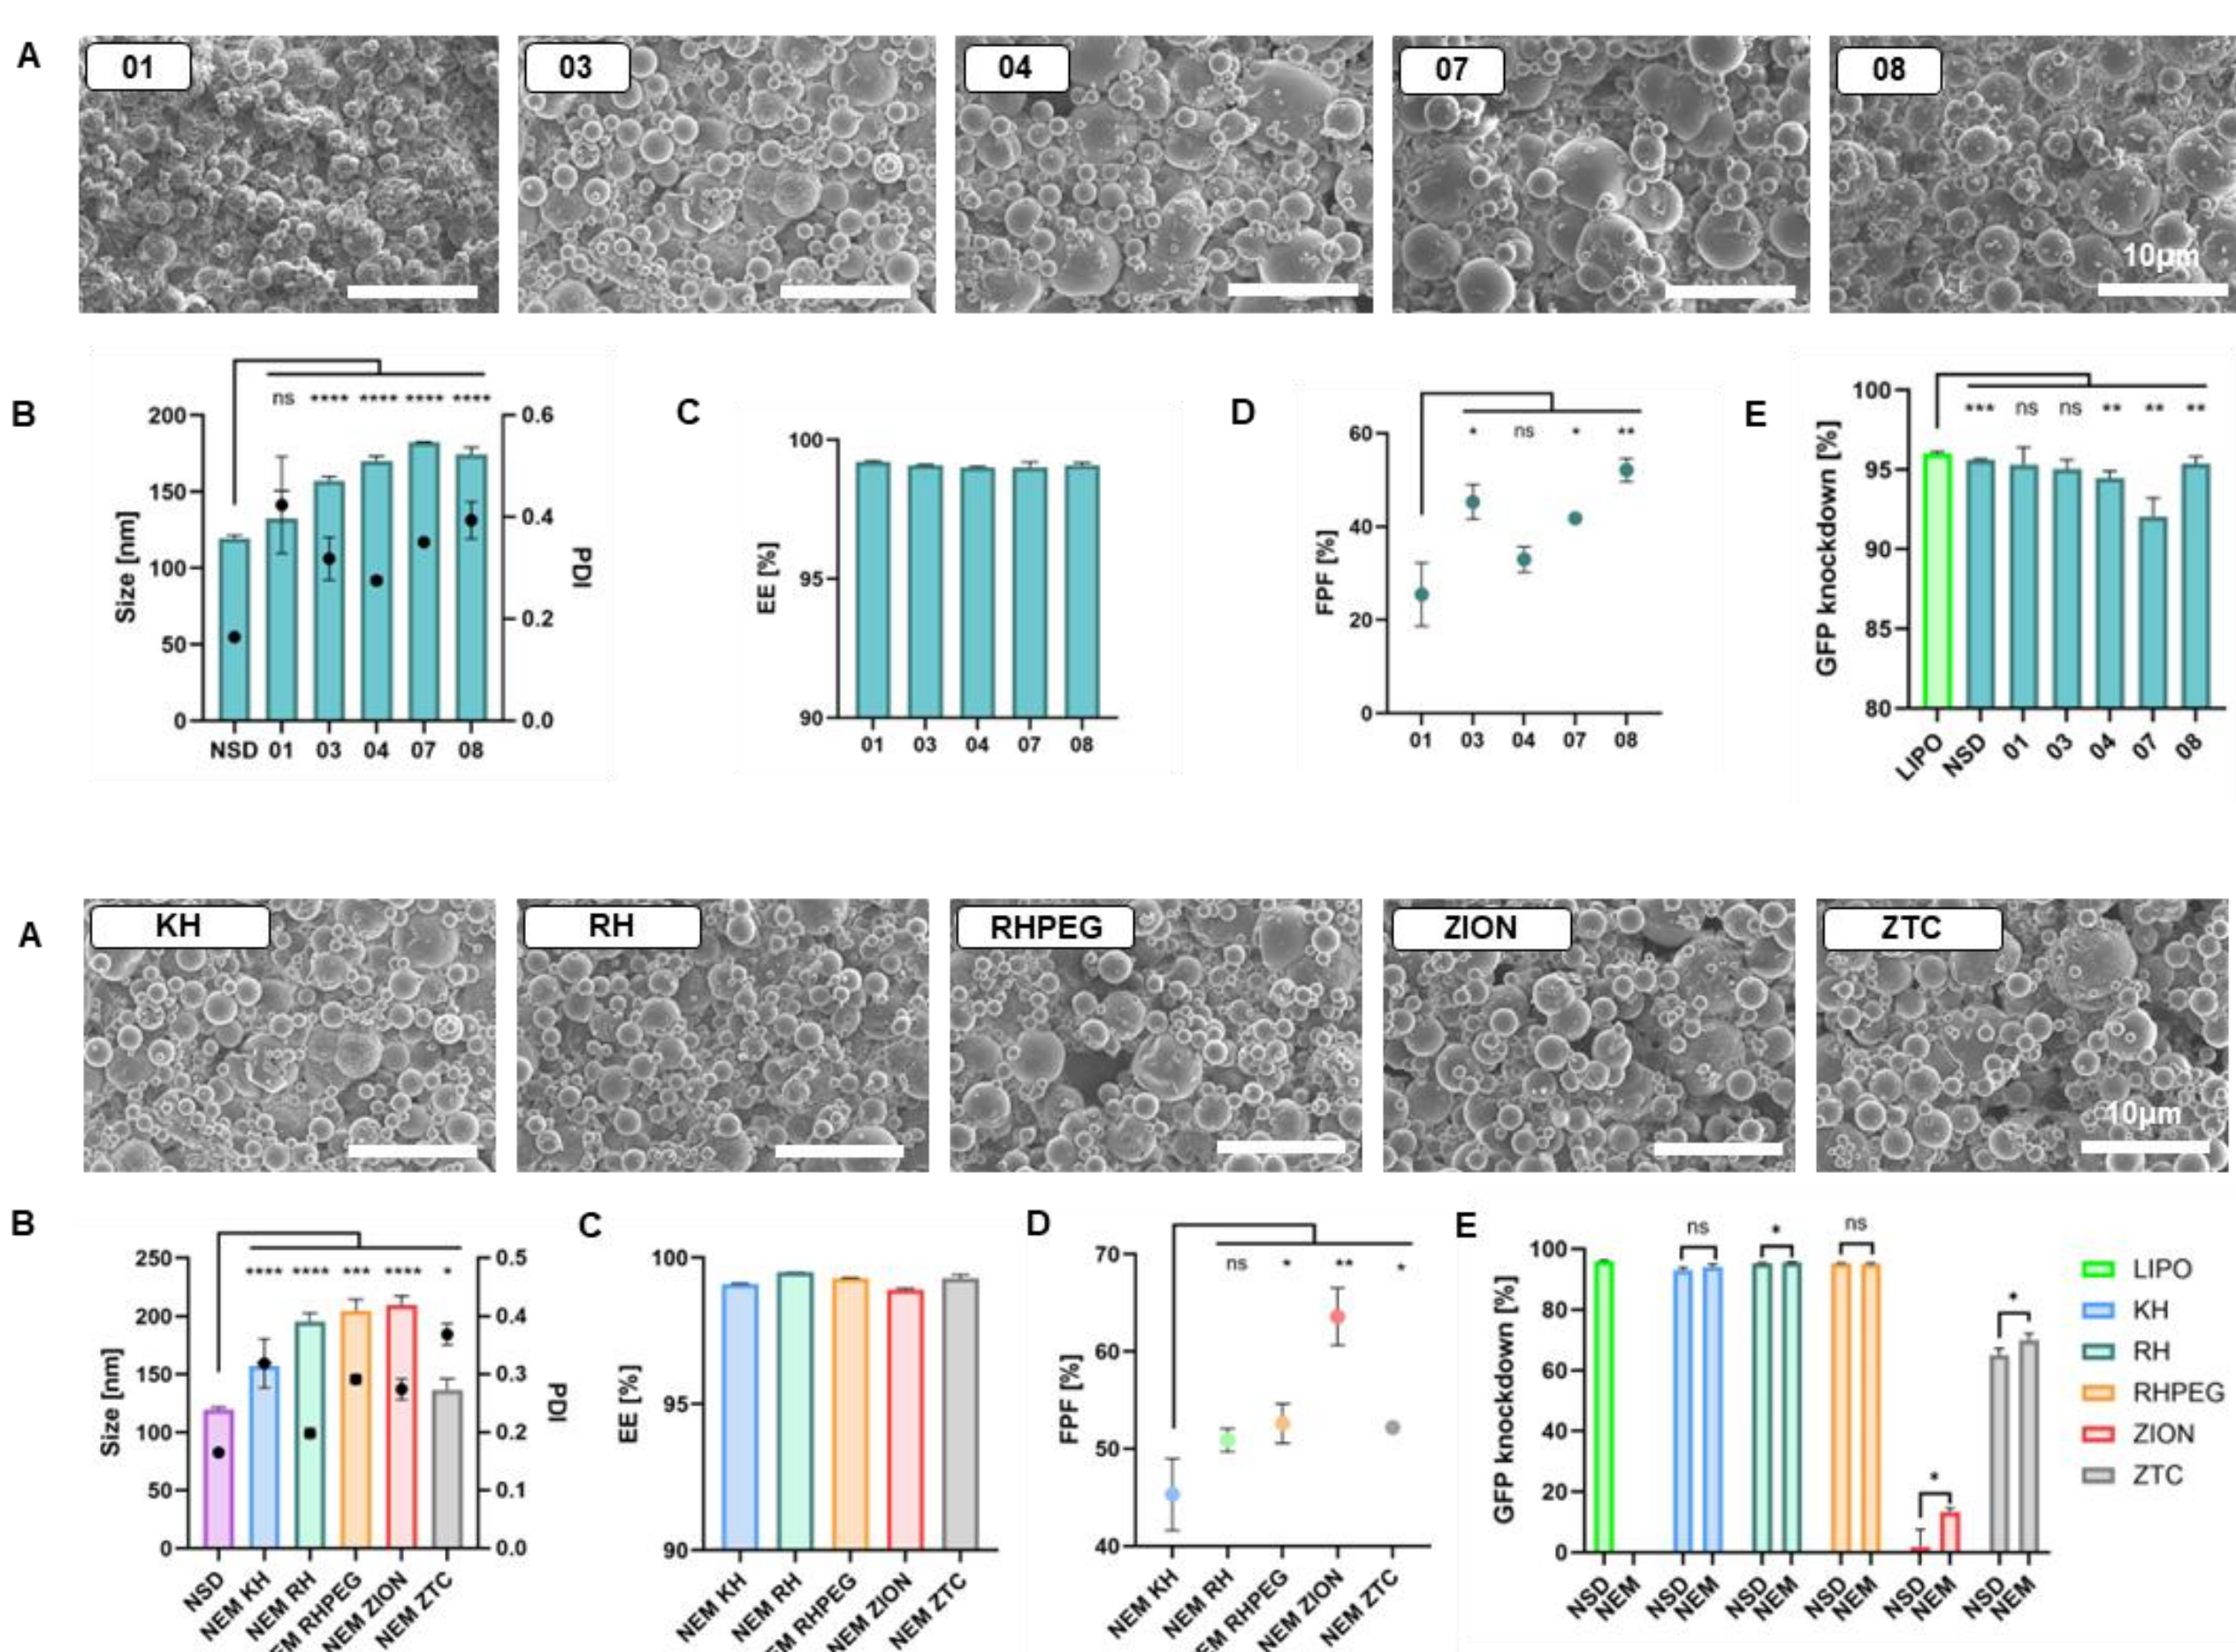 A
01
03
04
07
08
10µm
B
ns **** **** **** ****
200
150
100
50
0
0.6
0.4
0.2
0.0
Size [nm]
PDI
NSD 01 03 04 07 08
C
100
95
90
EE [%]
01 03 04 07 08
D
* ns * **
60
40
20
0
FPF [%]
01 03 04 07 08
E
*** ns ns ** ** **
100
95
90
85
80
GFP knockdown [%]
LIPO NSD 01 03 04 07 08
A
KH
RH
RHPEG
ZION
ZTC
10µm
B
**** **** *** **** *
250
200
150
100
50
0
0.5
0.4
0.3
0.2
0.1
0.0
Size [nm]
PDI
NSD
NEM KH
NEM RH
EM RHPEG
NEM ZION
NEM ZTC
C
100
95
90
EE [%]
NEM KH
NEM RH
EM RHPEG
NEM ZION
NEM ZTC
D
ns * ** *
70
60
50
40
FPF [%]
NEM KH
NEM RH
NEM RHPEG
NEM ZION
NEM ZTC
E
ns * ns * *
100
80
60
40
20
0
GFP knockdown [%]
NSD NEM NSD NEM NSD NEM NSD NEM NSD NEM NSD NEM
LIPO
KH
RH
RHPEG
ZION
ZTC